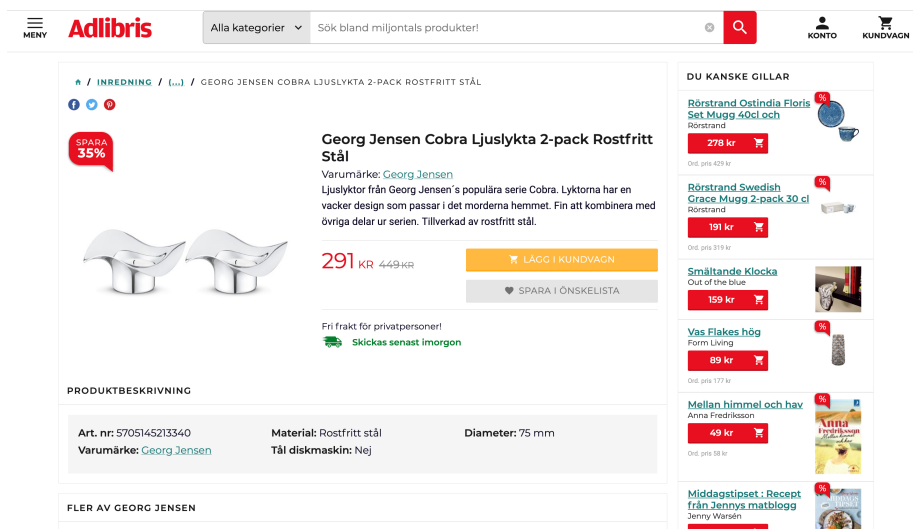 MENY
Adlibris
Alla kategorier
Sök bland miljontals produkter!
KONTO
KUNDVAGN
/ INREDNING / (...) / GEORG JENSEN COBRA LJUSLYKTA 2-PACK ROSTFRITT STÅL
SPARA
35%
Georg Jensen Cobra Ljuslykta 2-pack Rostfritt
Stål
Varumärke: Georg Jensen
Ljuslyktor från Georg Jensen´s populära serie Cobra. Lyktorna har en
vacker design som passar i det morderna hemmet. Fin att kombinera med
övriga delar ur serien. Tillverkad av rostfritt stål.
291 KR 449 KR
LÄGG I KUNDVAGN
SPARA I ÖNSKELISTA
Fri frakt för privatpersoner!
Skickas senast imorgon
PRODUKTBESKRIVNING
Art. nr: 5705145213340
Material: Rostfritt stål
Diameter: 75 mm
Varumärke: Georg Jensen
Tål diskmaskin: Nej
FLER AV GEORG JENSEN
DU KANSKE GILLAR
Rörstrand Ostindia Floris
Set Mugg 40cl och
Rörstrand
278 kr
Ord. pris 429 kr
%
Rörstrand Swedish
Grace Mugg 2-pack 30 cl
Rörstrand
191 kr
Ord. pris 319 kr
%
Smältande Klocka
Out of the blue
159 kr
Vas Flakes hög
Form Living
89 kr
Ord. pris 177 kr
%
Mellan himmel och hav
Anna Fredriksson
49 kr
Ord. pris 58 kr
%
Anna
Fredriksson
Mellan himmel
och hav
Middagstipset : Recept
från Jennys matblogg
Jenny Warsén
%